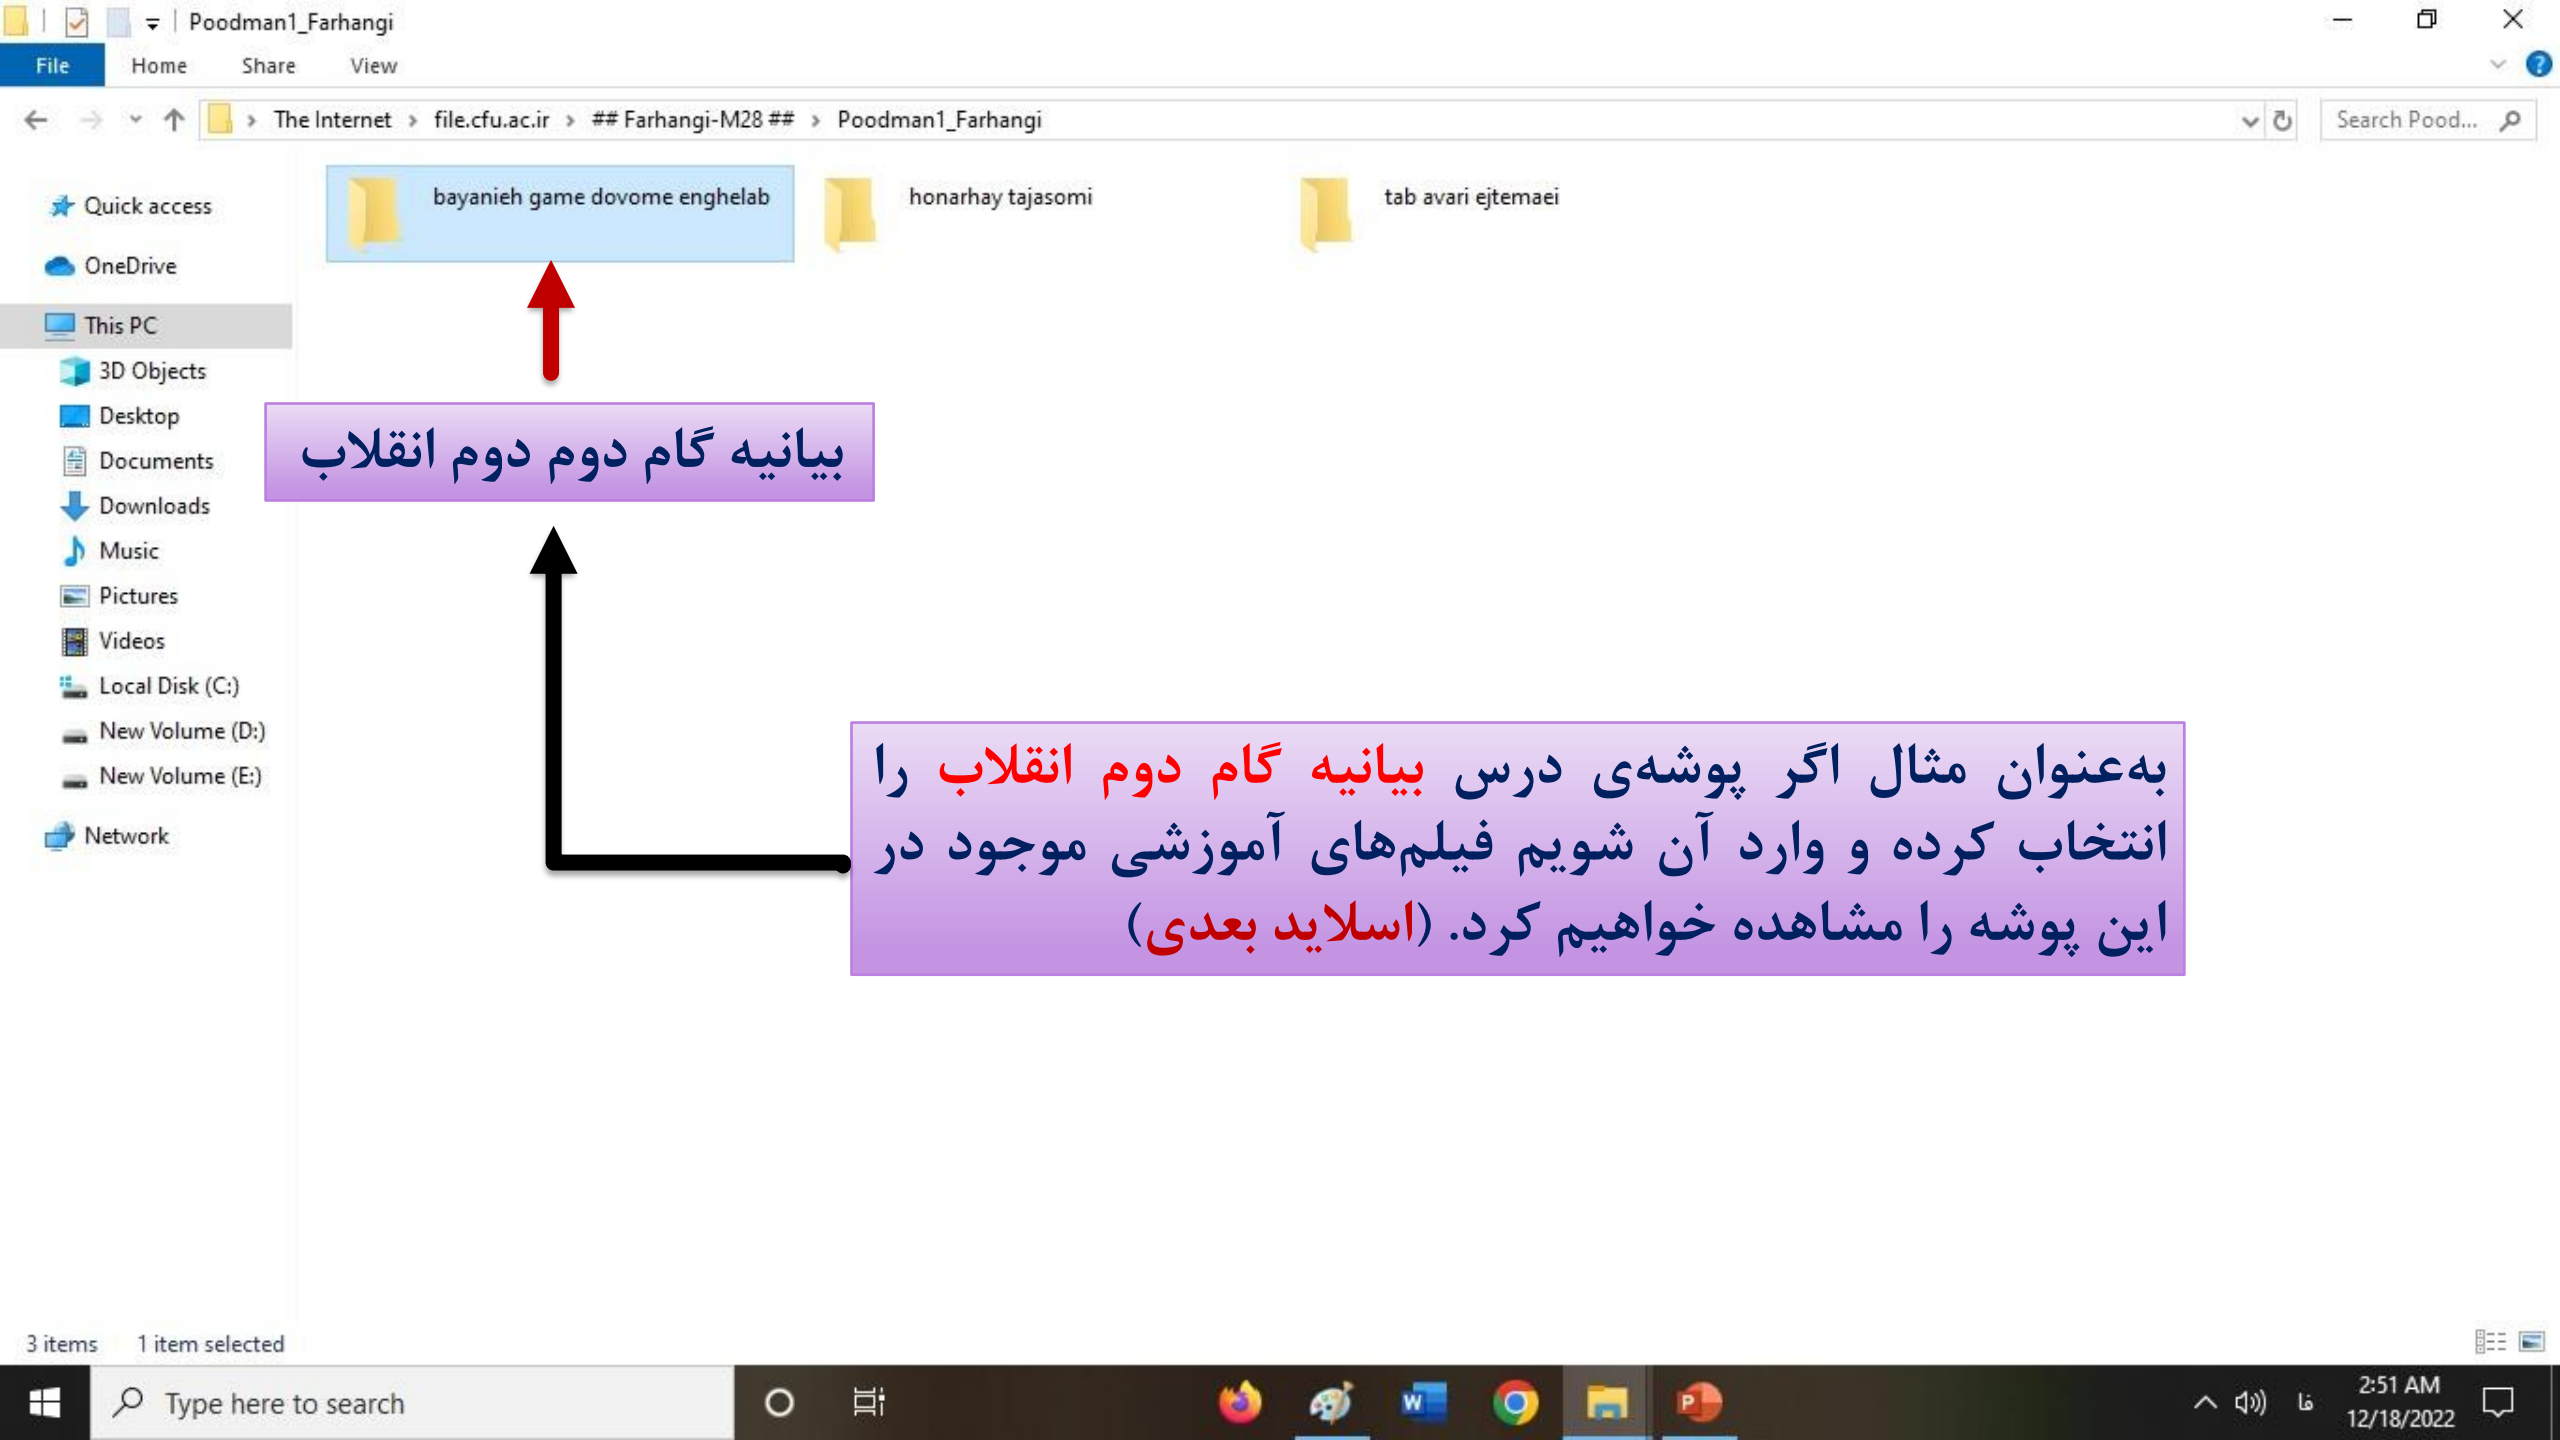 Poodman1_Farhangi
File Home Share View
The Internet > file.cfu.ac.ir > ## Farhangi-M28 ## > Poodman1_Farhangi
Search Pood...
Quick access
OneDrive
This PC
3D Objects
Desktop
Documents
Downloads
Music
Pictures
Videos
Local Disk (C:)
New Volume (D:)
New Volume (E:)
Network
bayanieh game dovome enghelab
honarhay tajasomi
tab avari ejtemaei
بیانیه گام دوم دوم انقلاب
به‌عنوان مثال اگر پوشه‌ی درس بیانیه گام دوم انقلاب را
انتخاب کرده و وارد آن شویم فیلم‌های آموزشی موجود در
این پوشه را مشاهده خواهیم کرد. (اسلاید بعدی)
3 items 1 item selected
Type here to search
فا
2:51 AM
12/18/2022